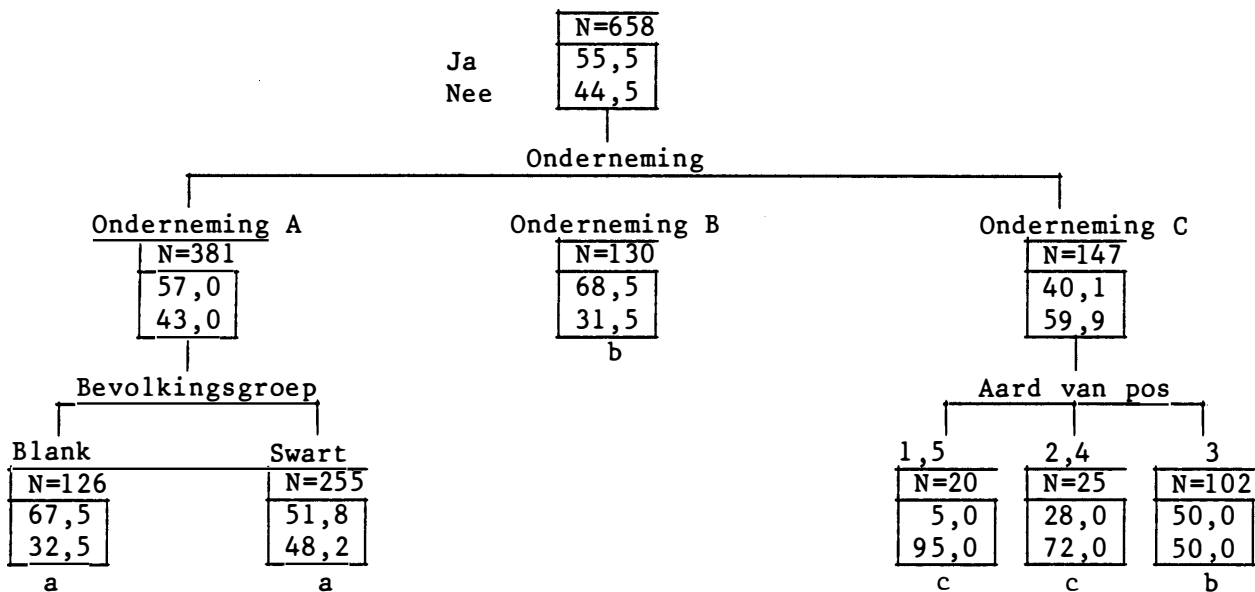 N=658
Ja 55,5
Nee 44,5
Onderneming
Onderneming A Onderneming B Onderneming C
N=381 N=130 N=147
57,0 68,5 40,1
43,0 31,5 59,9
b
Bevolkingsgroep Aard van pos
Blank Swart 1,5 2,4 3
N=126 N=255 N=20 N=25 N=102
67,5 51,8 5,0 28,0 50,0
32,5 48,2 95,0 72,0 50,0
a a c c b